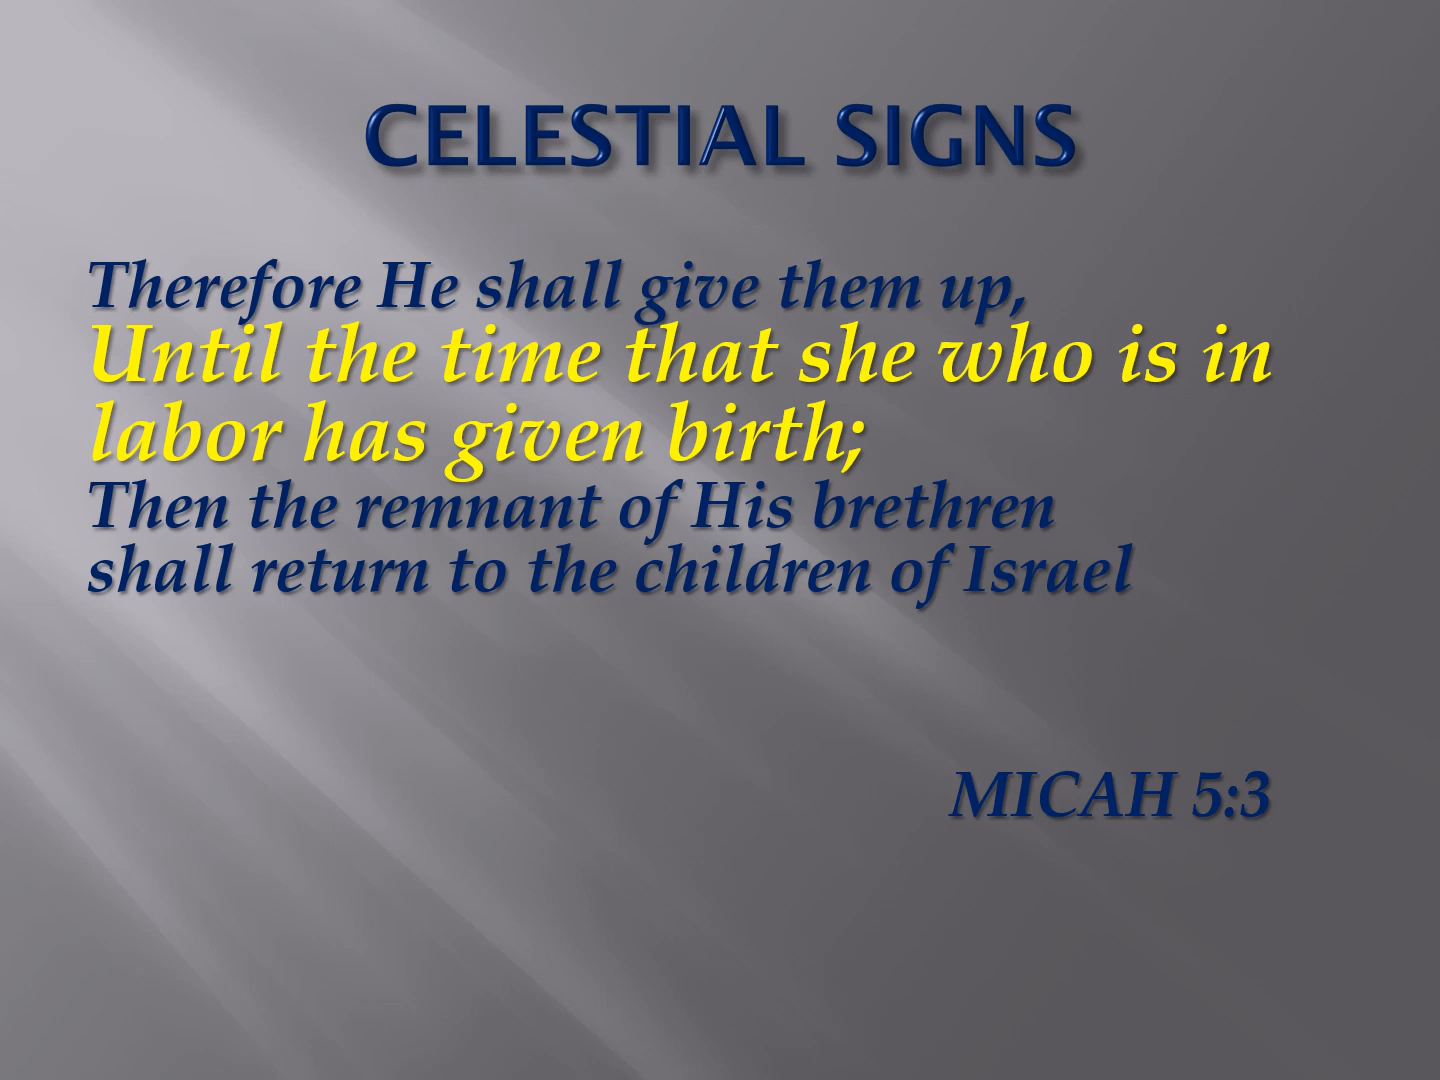 CELESTIAL SIGNS
Therefore He shall give them up,
Until the time that she who is in
labor has given birth;
Then the remnant of His brethren
shall return to the children of Israel
MICAH 5:3